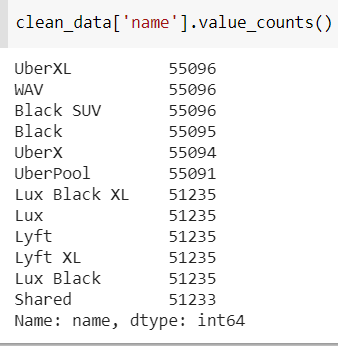 clean_data['name'].value_counts()
UberXL 55096
WAV 55096
Black SUV 55096
Black 55095
UberX 55094
UberPool 55091
Lux Black XL 51235
Lux 51235
Lyft 51235
Lyft XL 51235
Lux Black 51235
Shared 51233
Name: name, dtype: int64